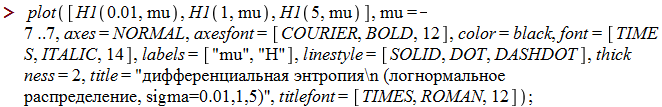 > plot([H1(0.01, mu), H1(1, mu), H1(5, mu)], mu=-
7 ..7, axes=NORMAL, axesfont=[COURIER, BOLD, 12], color=black, font=[TIME
S, ITALIC, 14], labels=["mu", "H"], linestyle=[SOLID, DOT, DASHDOT], thick
ness=2, title="дифференциальная энтропия\n (логнормальное
распределение, sigma=0.01,1,5)", titlefont=[TIMES, ROMAN, 12]);